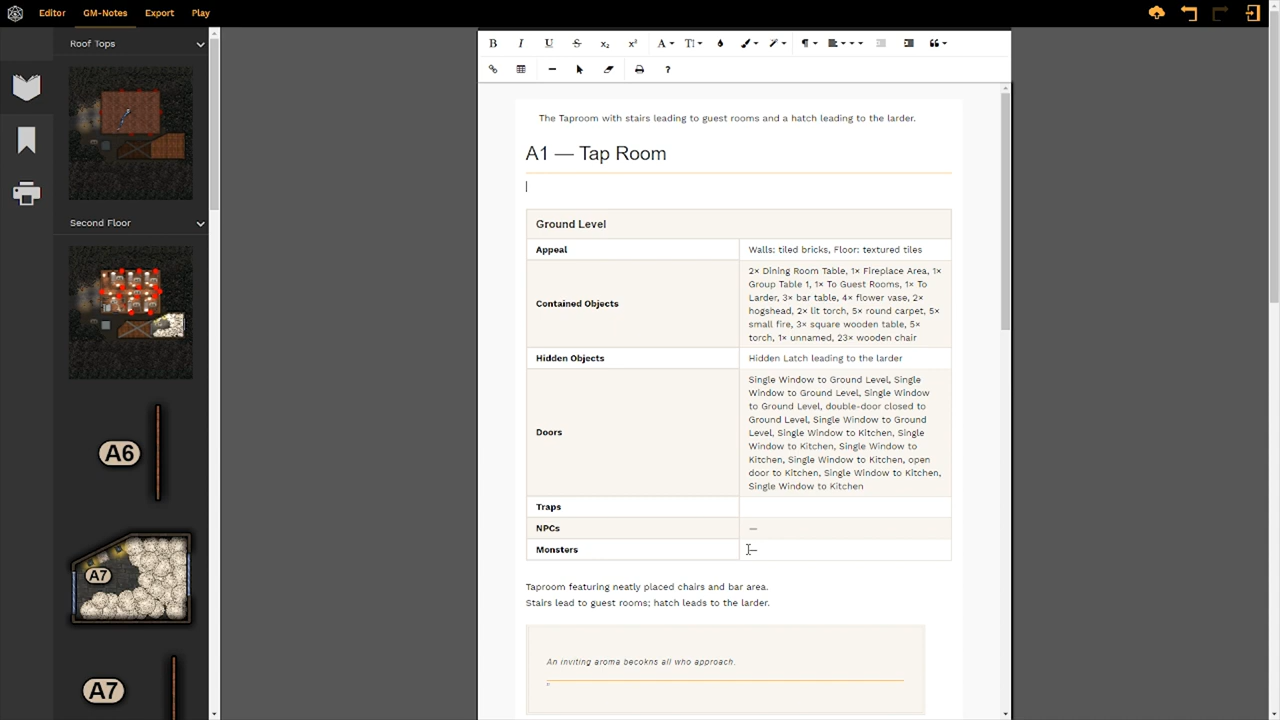 Editor GM-Notes Export Play
Roof Tops
Second Floor
A6
A7
A7
B I U S x₂ x² A T!
?
The Taproom with stairs leading to guest rooms and a hatch leading to the larder.
A1 — Tap Room
Ground Level
Appeal
Walls: tiled bricks, Floor: textured tiles
Contained Objects
2× Dining Room Table, 1× Fireplace Area, 1×
Group Table 1, 1× To Guest Rooms, 1× To
Larder, 3× bar table, 4× flower vase, 2×
hogshead, 2× lit torch, 5× round carpet, 5×
small fire, 3× square wooden table, 5×
torch, 1× unnamed, 23× wooden chair
Hidden Objects
Hidden Latch leading to the larder
Doors
Single Window to Ground Level, Single
Window to Ground Level, Single Window
to Ground Level, double-door closed to
Ground Level, Single Window to Ground
Level, Single Window to Kitchen, Single
Window to Kitchen, Single Window to
Kitchen, Single Window to Kitchen, open
door to Kitchen, Single Window to Kitchen,
Single Window to Kitchen
Traps
NPCs
—
Monsters
—
Taproom featuring neatly placed chairs and bar area.
Stairs lead to guest rooms; hatch leads to the larder.
An inviting aroma becokns all who approach.
"